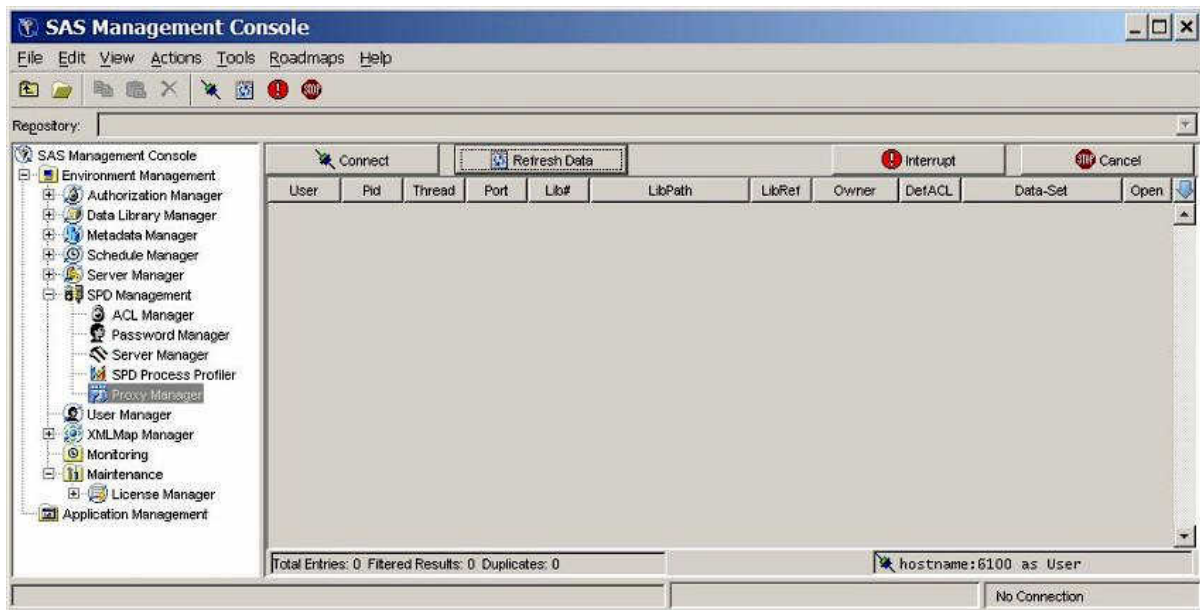 SAS Management Console
File Edit View Actions Tools Roadmaps Help
STOP
Repository:
SAS Management Console
Environment Management
Authorization Manager
Data Library Manager
Metadata Manager
Schedule Manager
Server Manager
SPD Management
ACL Manager
Password Manager
Server Manager
SPD Process Profiler
Proxy Manager
User Manager
XMLMap Manager
Monitoring
Maintenance
License Manager
Application Management
Connect Refresh Data Interrupt STOP Cancel
User Pid Thread Port Lib# LibPath LibRef Owner DefACL Data-Set Open
Total Entries: 0 Filtered Results: 0 Duplicates: 0
hostname:6100 as User
No Connection